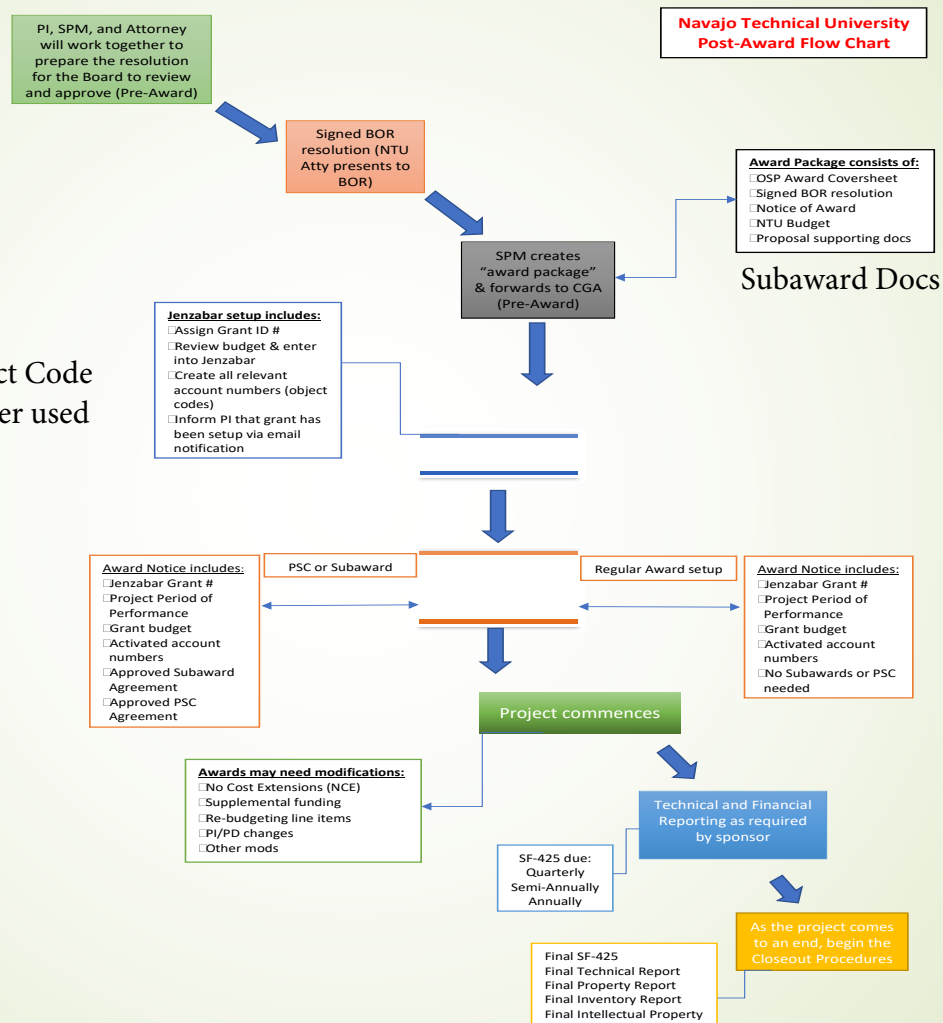 PI, SPM, and Attorney
will work together to
prepare the resolution
for the Board to review
and approve (Pre-Award)
Navajo Technical University
Post-Award Flow Chart
Signed BOR
resolution (NTU
Atty presents to
BOR)
Award Package consists of:
□OSP Award Coversheet
□Signed BOR resolution
□Notice of Award
□NTU Budget
□Proposal supporting docs
Subaward Docs
SPM creates
“award package”
& forwards to CGA
(Pre-Award)
Jenzabar setup includes:
□Assign Grant ID #
□Review budget & enter
into Jenzabar
□Create all relevant
account numbers (object
codes)
□Inform PI that grant has
been setup via email
notification
ct Code
er used
Award Notice includes:
□Jenzabar Grant #
□Project Period of
Performance
□Grant budget
□Activated account
numbers
□Approved Subaward
Agreement
□Approved PSC
Agreement
PSC or Subaward
Regular Award setup
Award Notice includes:
□Jenzabar Grant #
□Project Period of
Performance
□Grant budget
□Activated account
numbers
□No Subawards or PSC
needed
Project commences
Awards may need modifications:
□No Cost Extensions (NCE)
□Supplemental funding
□Re-budgeting line items
□PI/PD changes
□Other mods
Technical and Financial
Reporting as required
by sponsor
SF-425 due:
Quarterly
Semi-Annually
Annually
As the project comes
to an end, begin the
Closeout Procedures
Final SF-425
Final Technical Report
Final Property Report
Final Inventory Report
Final Intellectual Property